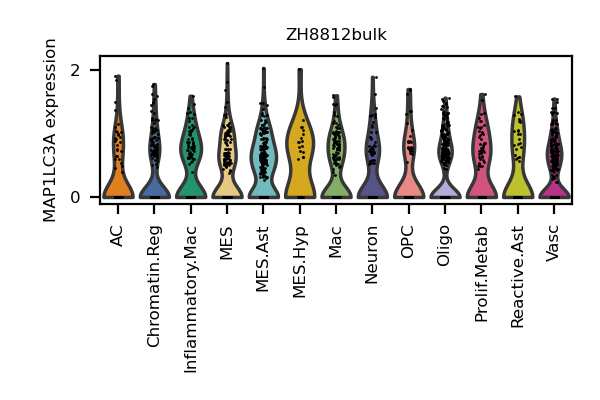 ZH8812bulk
MAP1LC3A expression
2
0
AC
Chromatin.Reg
Inflammatory.Mac
MES
MES.Ast
MES.Hyp
Mac
Neuron
OPC
Oligo
Prolif.Metab
Reactive.Ast
Vasc